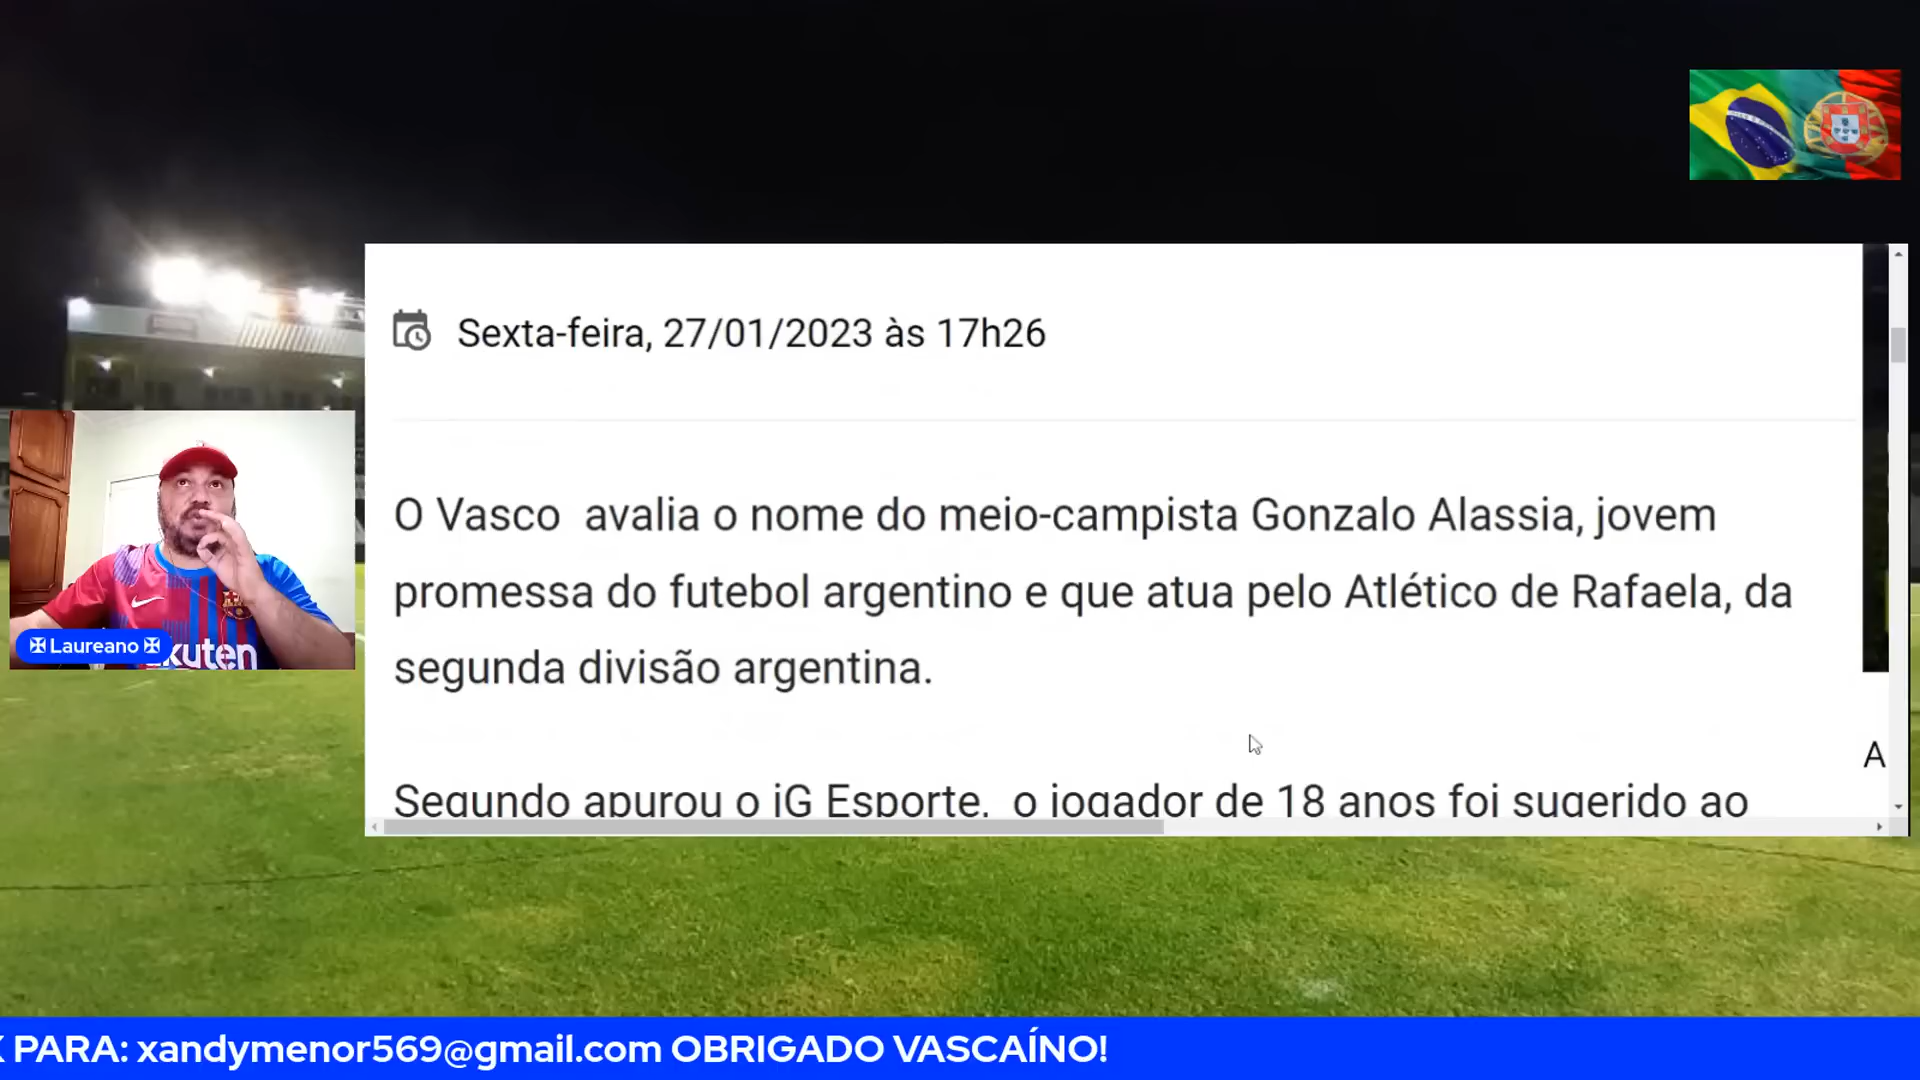 Sexta-feira, 27/01/2023 às 17h26
O Vasco avalia o nome do meio-campista Gonzalo Alassia, jovem
promessa do futebol argentino e que atua pelo Atlético de Rafaela, da
segunda divisão argentina.
A
Segundo apurou o iG Esporte, o jogador de 18 anos foi sugerido ao
✠ Laureano ✠
kuten
X PARA: xandymenor569@gmail.com OBRIGADO VASCAÍNO!